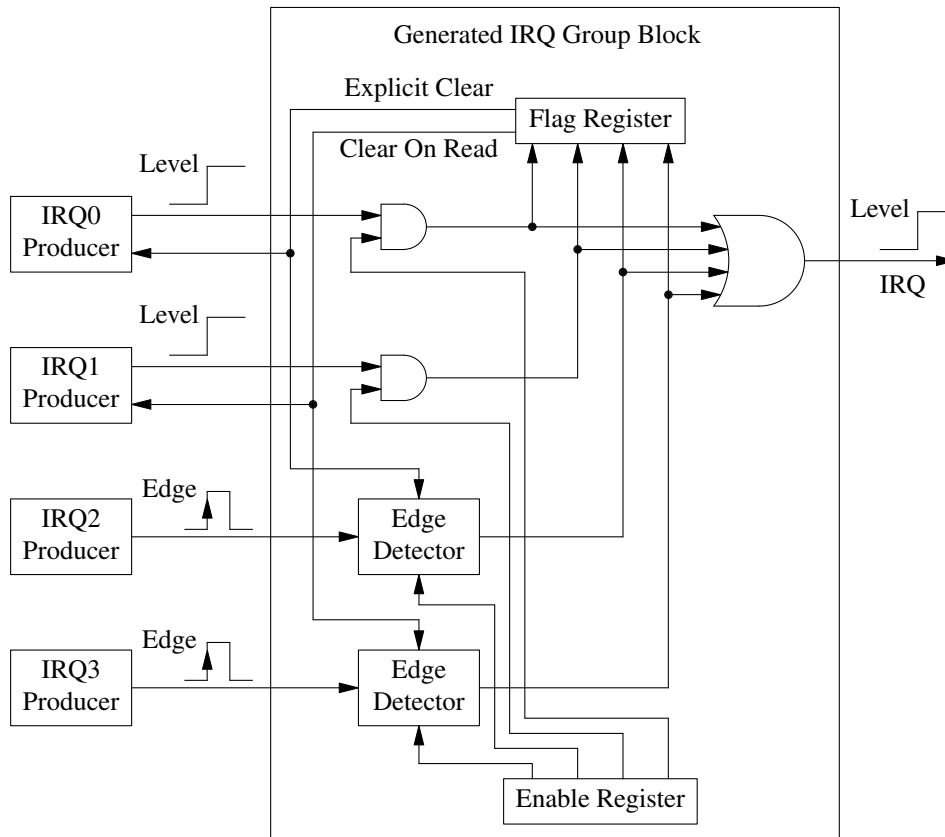 Generated IRQ Group Block
Explicit Clear
Flag Register
Clear On Read
Level
IRQ0
Producer
Level
IRQ
Level
IRQ1
Producer
Edge
IRQ2
Producer
Edge
Detector
Edge
IRQ3
Producer
Edge
Detector
Enable Register